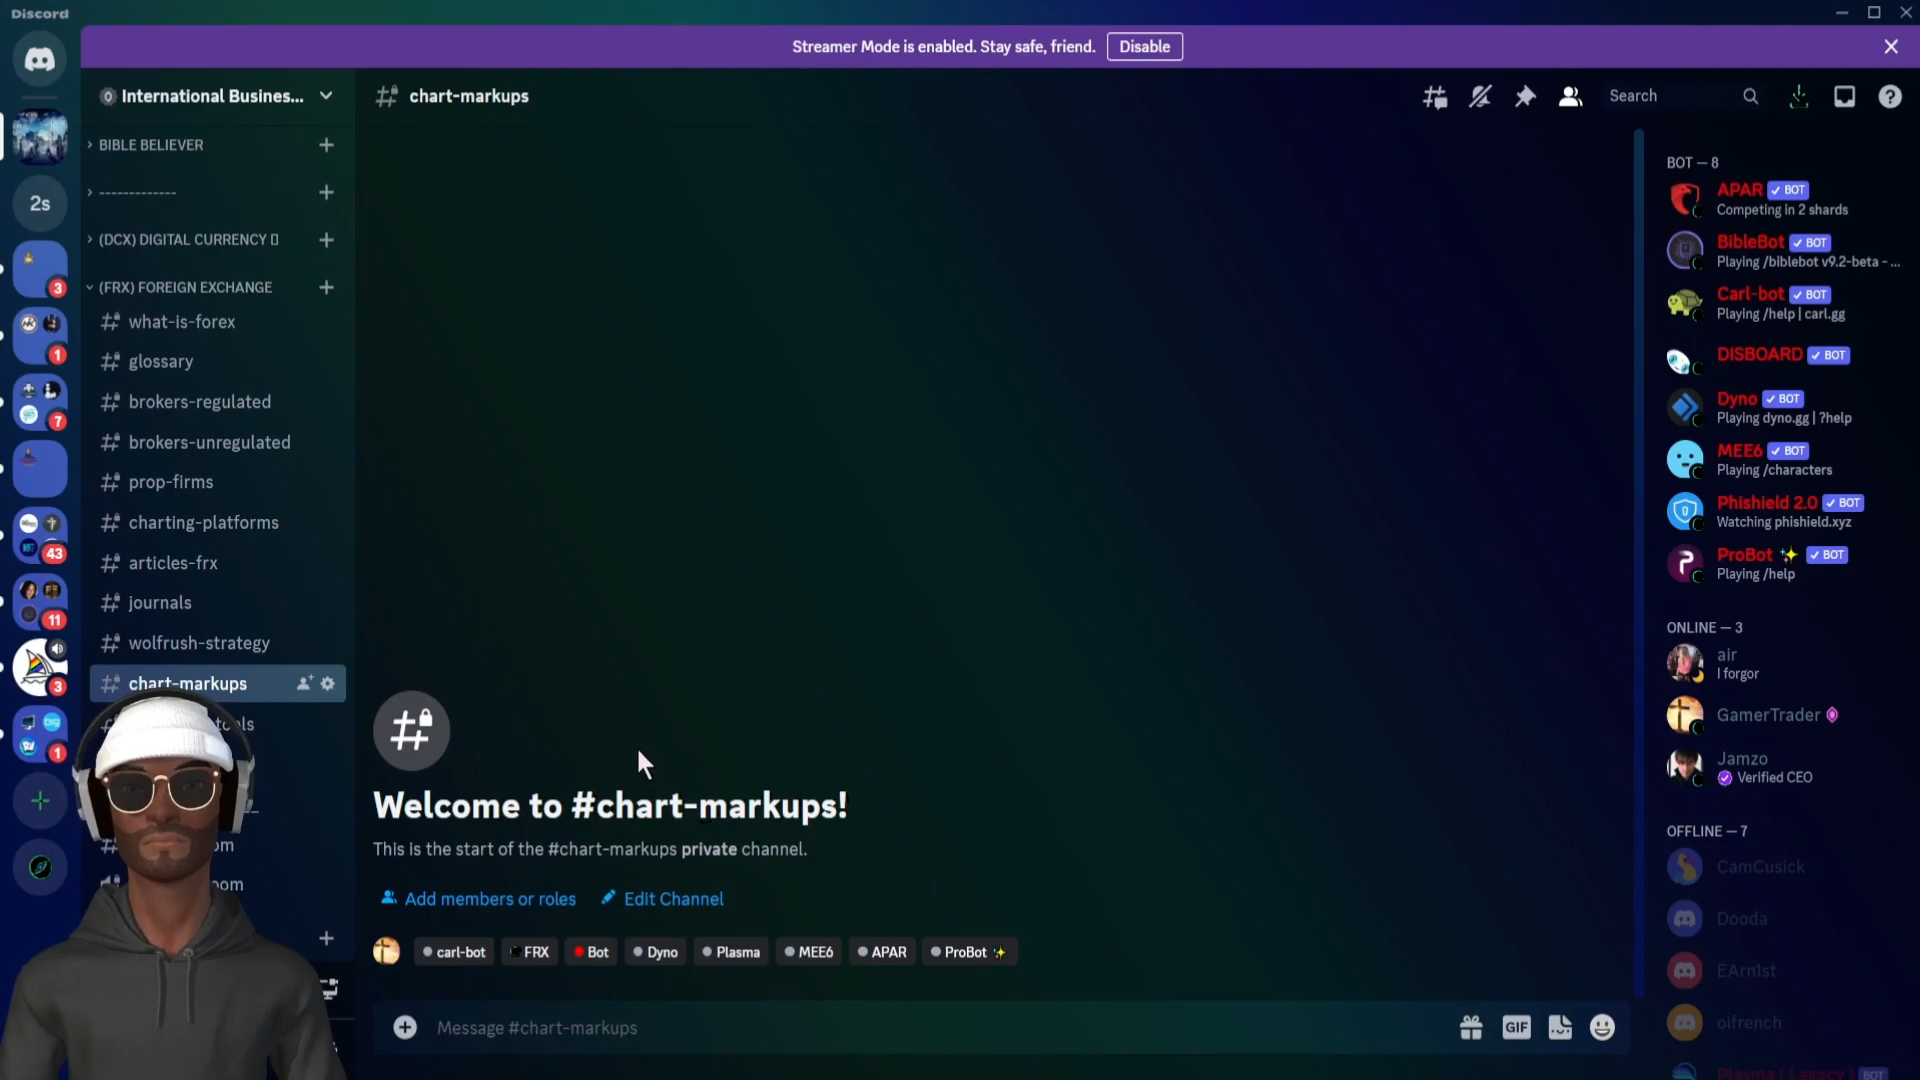 Discord
Streamer Mode is enabled. Stay safe, friend.
Disable
International Busines...
chart-markups
Search
BIBLE BELIEVER
-------------
(DCX) DIGITAL CURRENCY
(FRX) FOREIGN EXCHANGE
what-is-forex
glossary
brokers-regulated
brokers-unregulated
prop-firms
charting-platforms
articles-frx
journals
wolfrush-strategy
chart-markups
2s
3
1
7
43
11
3
1
Welcome to #chart-markups!
This is the start of the #chart-markups private channel.
Add members or roles
Edit Channel
carl-bot
FRX
Bot
Dyno
Plasma
MEE6
APAR
ProBot ✨
Message #chart-markups
GIF
BOT — 8
APAR ✓ BOT
Competing in 2 shards
BibleBot ✓ BOT
Playing /biblebot v9.2-beta - ...
Carl-bot ✓ BOT
Playing /help | carl.gg
DISBOARD ✓ BOT
Dyno ✓ BOT
Playing dyno.gg | ?help
MEE6 ✓ BOT
Playing /characters
Phishield 2.0 ✓ BOT
Watching phishield.xyz
ProBot ✨ ✓ BOT
Playing /help
ONLINE — 3
air
I forgor
GamerTrader
Jamzo
Verified CEO
OFFLINE — 7
CamCusick
Dooda
EArn1st
oifrench
Plasma ( Legacy ) BOT